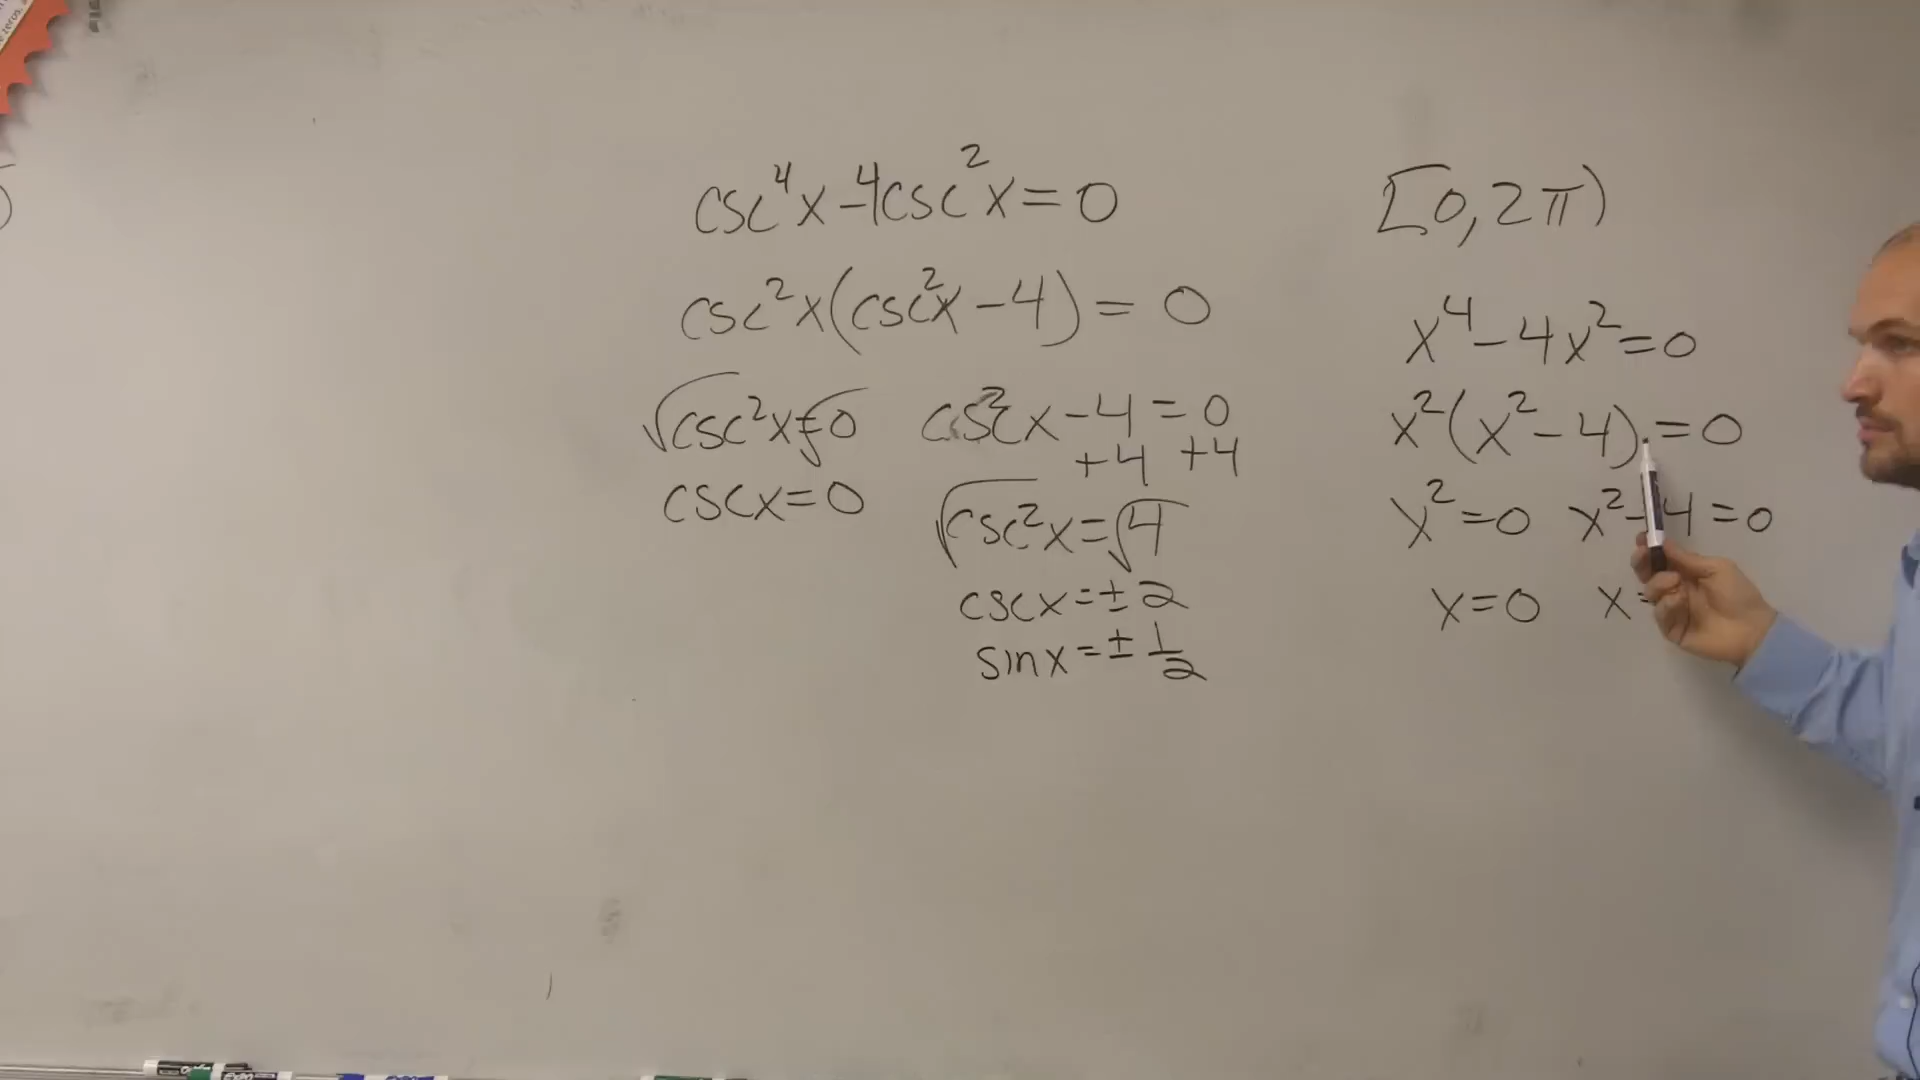 csc⁴x-4csc²x=0
csc²x(csc²x-4)=0
√csc²x=√0
cscx=0
csc²x-4=0
+4 +4
√csc²x=√4
cscx=±2
sinx=±1/2
[0,2π)
x⁴-4x²=0
x²(x²-4)=0
x²=0 x²-4=0
x=0 x=